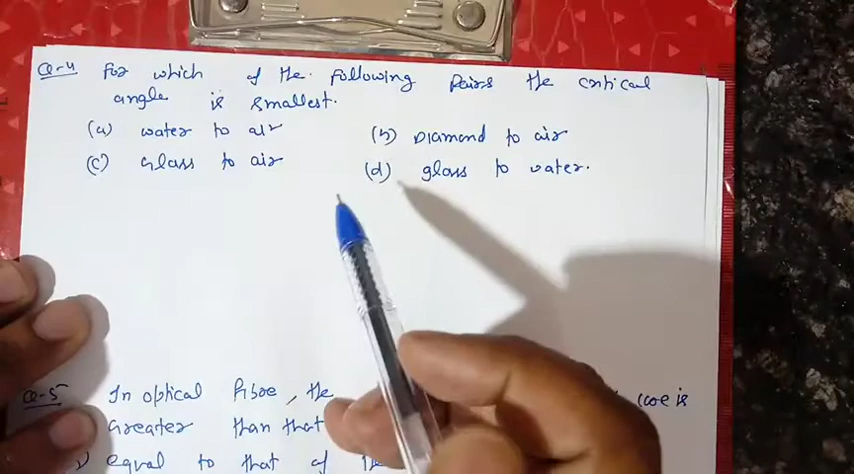 Q-4 For which of the following Pairs the critical
angle is smallest.
(a) water to air (b) Diamond to air
(c) Glass to air (d) glass to water.
Q-5 In optical Fibre, the core is
Greater than that
equal to that of the